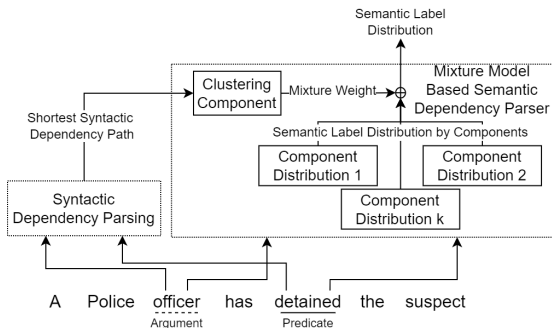 Semantic Label
Distribution
Clustering
Component
Mixture Weight
Mixture Model
Based Semantic
Dependency Parser
Shortest Syntactic
Dependency Path
Semantic Label Distribution by Components
Component
Distribution 1
Component
Distribution 2
Syntactic
Dependency Parsing
Component
Distribution k
A Police officer has detained the suspect
Argument Predicate